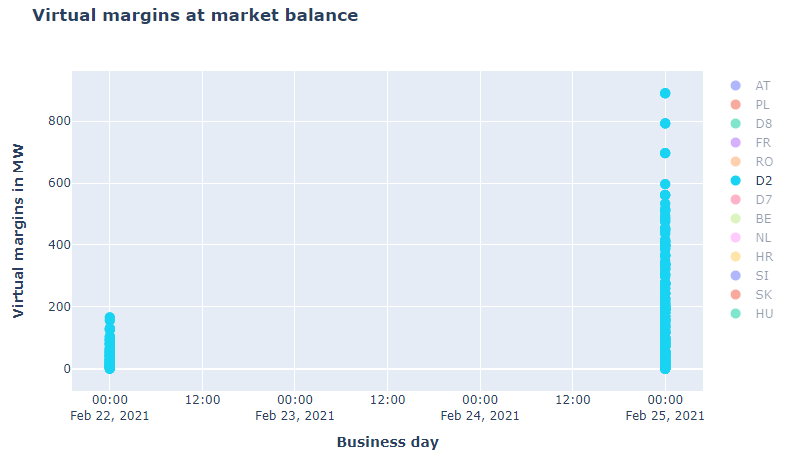 Virtual margins at market balance
Virtual margins in MW
800
600
400
200
0
00:00 12:00 00:00 12:00 00:00 12:00 00:00
Feb 22, 2021 Feb 23, 2021 Feb 24, 2021 Feb 25, 2021
Business day
AT
PL
D8
FR
RO
D2
D7
BE
NL
HR
SI
SK
HU